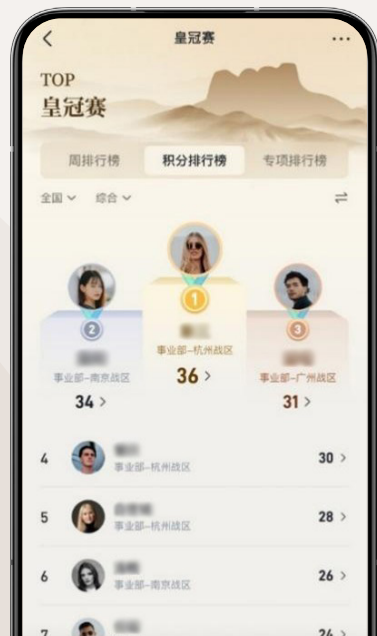 皇冠赛
TOP
皇冠赛
周排行榜 积分排行榜 专项排行榜
全国 综合
1
2
3
事业部-杭州战区
事业部-南京战区
事业部-广州战区
36
34
31
4
事业部-杭州战区
30
5
事业部-杭州战区
28
6
事业部-南京战区
26
7
24